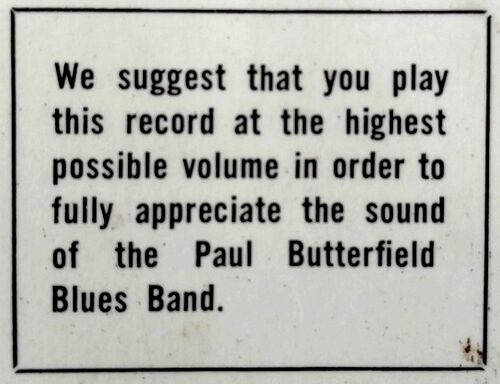 We suggest that you play
this record at the highest
possible volume in order to
fully appreciate the sound
of the Paul Butterfield
Blues Band.